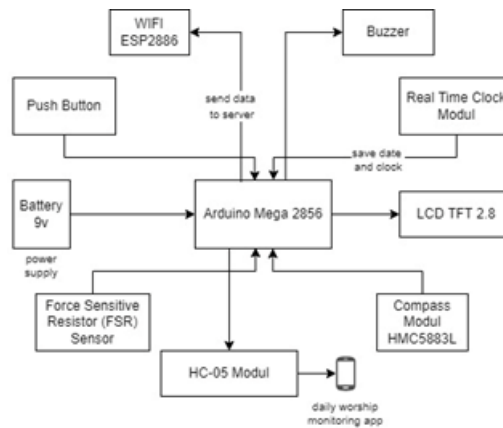 WIFI
ESP2886
Buzzer
Push Button
send data
to server
Real Time Clock
Modul
save date
and clock
Battery
9v
Arduino Mega 2856
LCD TFT 2.8
power
supply
Force Sensitive
Resistor (FSR)
Sensor
Compass
Modul
HMC5883L
HC-05 Modul
daily worship
monitoring app